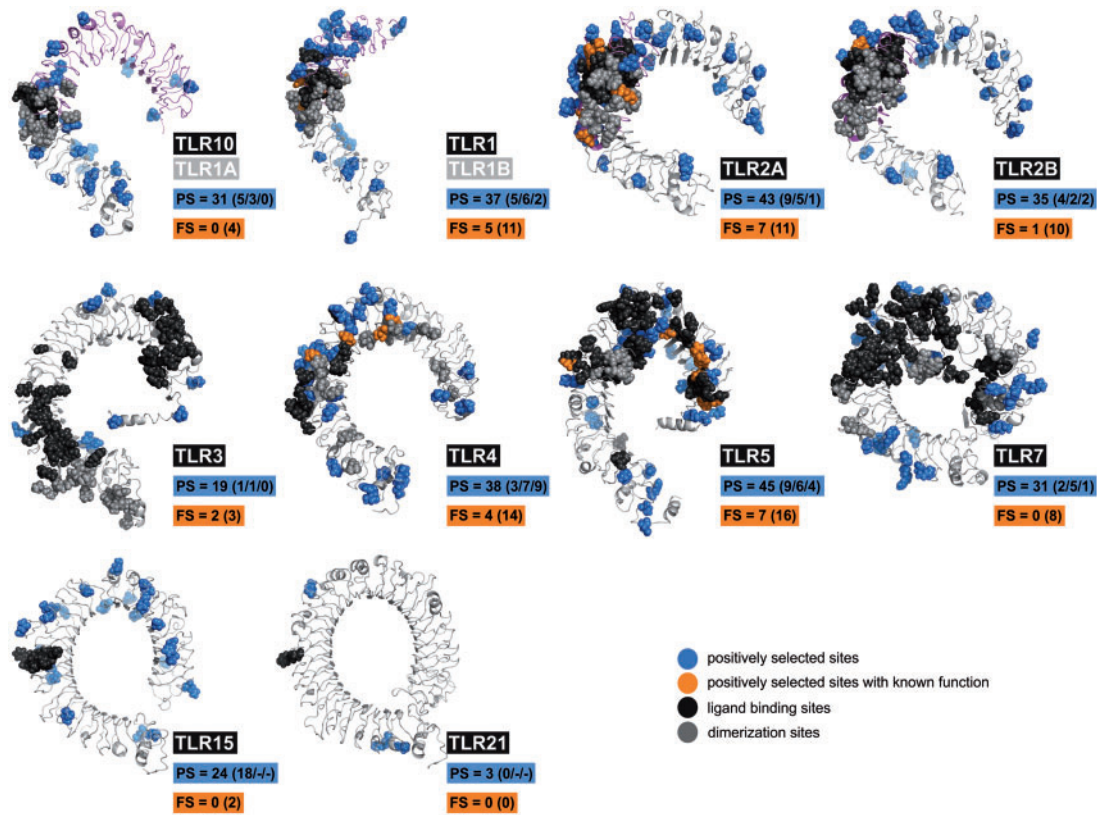 TLR10
TLR1A
PS = 31 (5/3/0)
FS = 0 (4)
TLR1
TLR1B
PS = 37 (5/6/2)
FS = 5 (11)
TLR2A
PS = 43 (9/5/1)
FS = 7 (11)
TLR2B
PS = 35 (4/2/2)
FS = 1 (10)
TLR3
PS = 19 (1/1/0)
FS = 2 (3)
TLR4
PS = 38 (3/7/9)
FS = 4 (14)
TLR5
PS = 45 (9/6/4)
FS = 7 (16)
TLR7
PS = 31 (2/5/1)
FS = 0 (8)
TLR15
PS = 24 (18/-/-)
FS = 0 (2)
TLR21
PS = 3 (0/-/-)
FS = 0 (0)
positively selected sites
positively selected sites with known function
ligand binding sites
dimerization sites